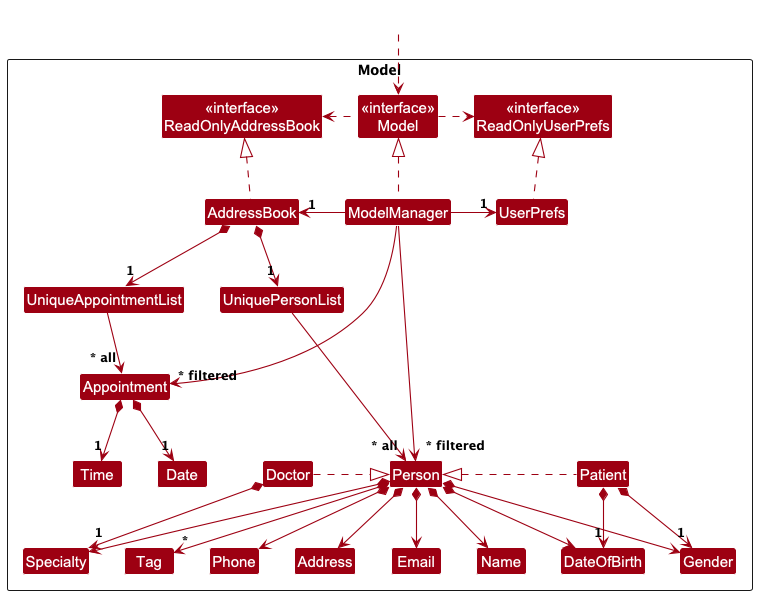 Model
«interface»
ReadOnlyAddressBook
«interface»
Model
«interface»
ReadOnlyUserPrefs
AddressBook
1
ModelManager
1
UserPrefs
1
1
UniqueAppointmentList
UniquePersonList
* all
* filtered
Appointment
1
1
* all
* filtered
Time
Date
Doctor
Person
Patient
1
*
1
1
Specialty
Tag
Phone
Address
Email
Name
DateOfBirth
Gender